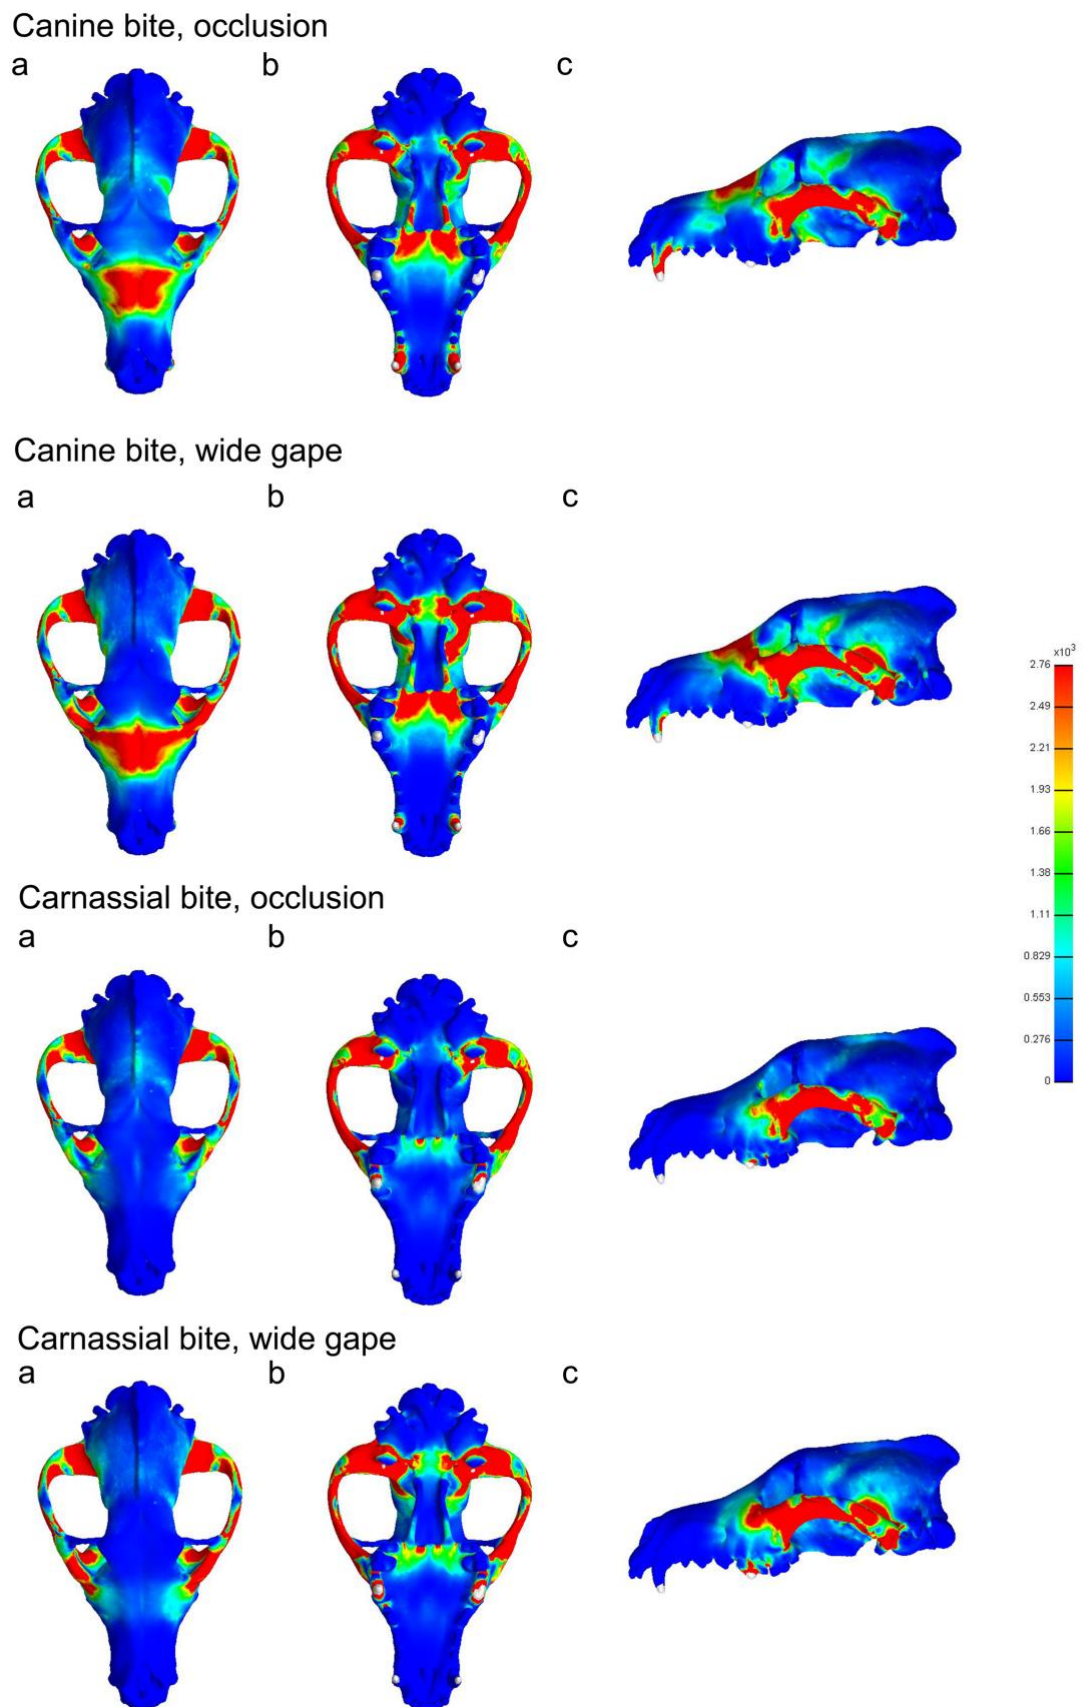 Canine bite, occlusion
a b c
Canine bite, wide gape
a b c
x10³
2.76
2.49
2.21
1.93
1.66
1.38
1.11
0.829
0.553
0.276
0
Carnassial bite, occlusion
a b c
Carnassial bite, wide gape
a b c